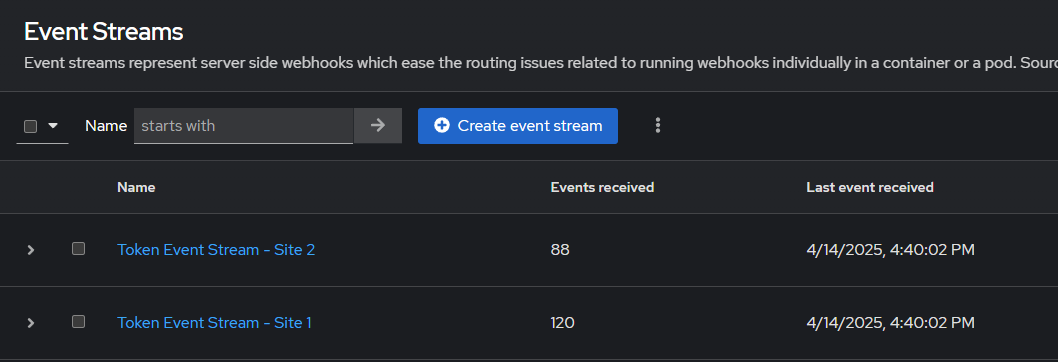 Event Streams
Event streams represent server side webhooks which ease the routing issues related to running webhooks individually in a container or a pod.
Name starts with Create event stream
Name Events received Last event received
Token Event Stream - Site 2 88 4/14/2025, 4:40:02 PM
Token Event Stream - Site 1 120 4/14/2025, 4:40:02 PM